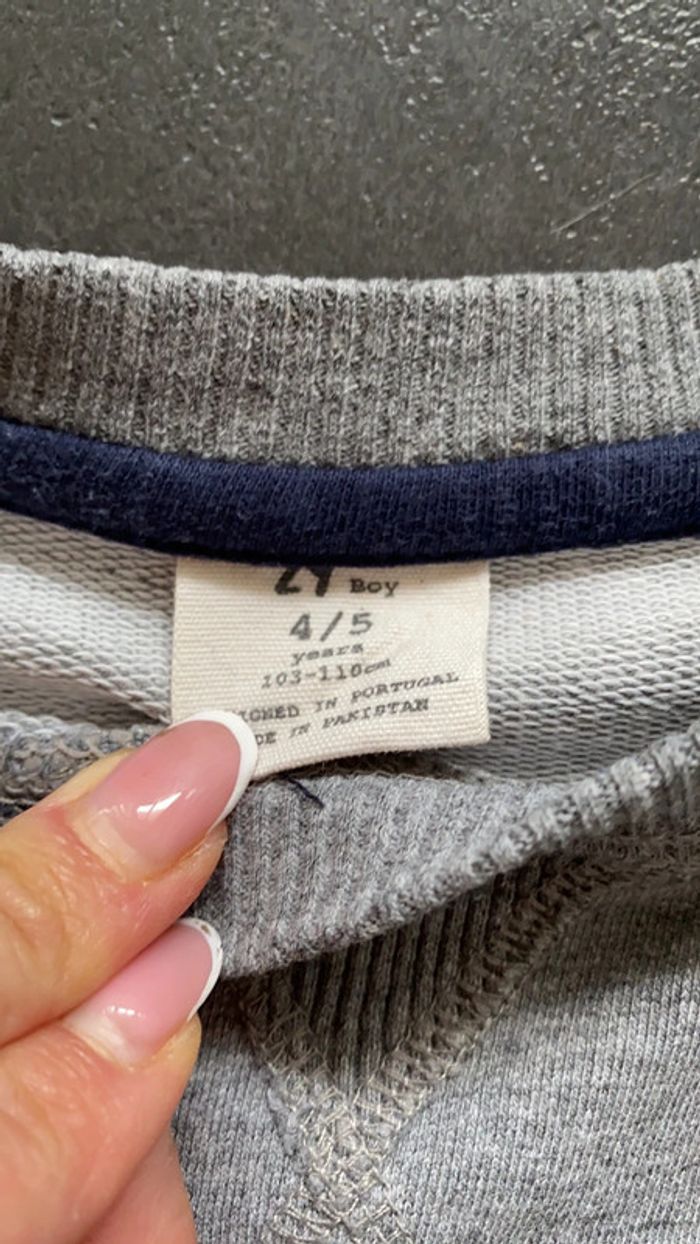 ZY Boy
4/5
years
103-110cm
IGNED IN PORTUGAL
DE IN PAKISTAN